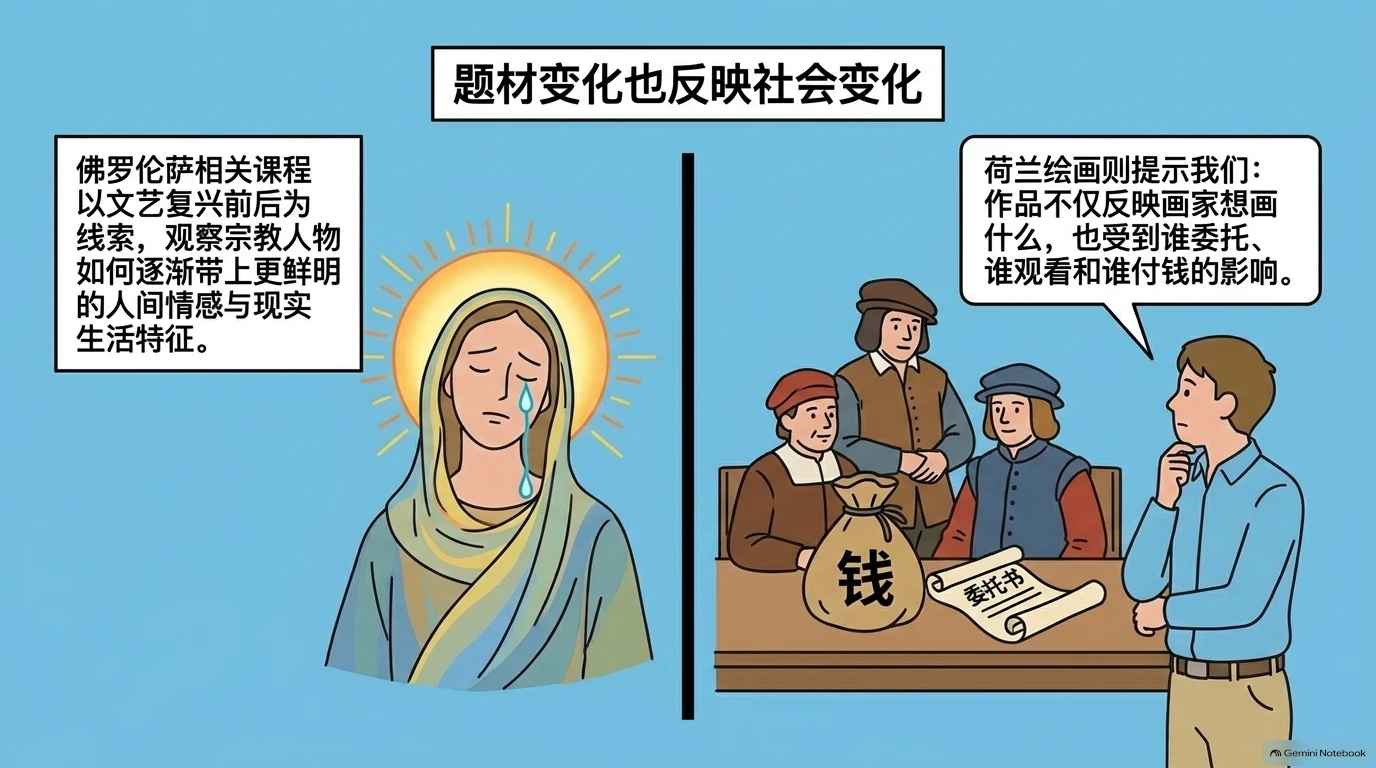 题材变化也反映社会变化
佛罗伦萨相关课程
以文艺复兴前后为
线索，观察宗教人物
如何逐渐带上更鲜明
的人间情感与现实
生活特征。
荷兰绘画则提示我们：
作品不仅反映画家想画
什么，也受到谁委托、
谁观看和谁付钱的影响。
钱
委托书
Gemini Notebook